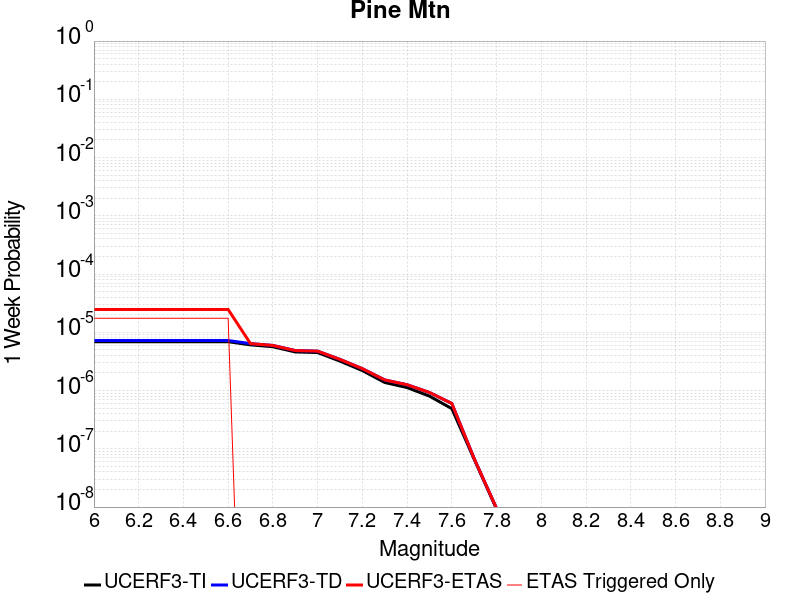 Pine Mtn
10^0
10^-1
10^-2
10^-3
10^-4
10^-5
10^-6
10^-7
10^-8
1 Week Probability
6 6.2 6.4 6.6 6.8 7 7.2 7.4 7.6 7.8 8 8.2 8.4 8.6 8.8 9
Magnitude
UCERF3-TI UCERF3-TD UCERF3-ETAS ETAS Triggered Only